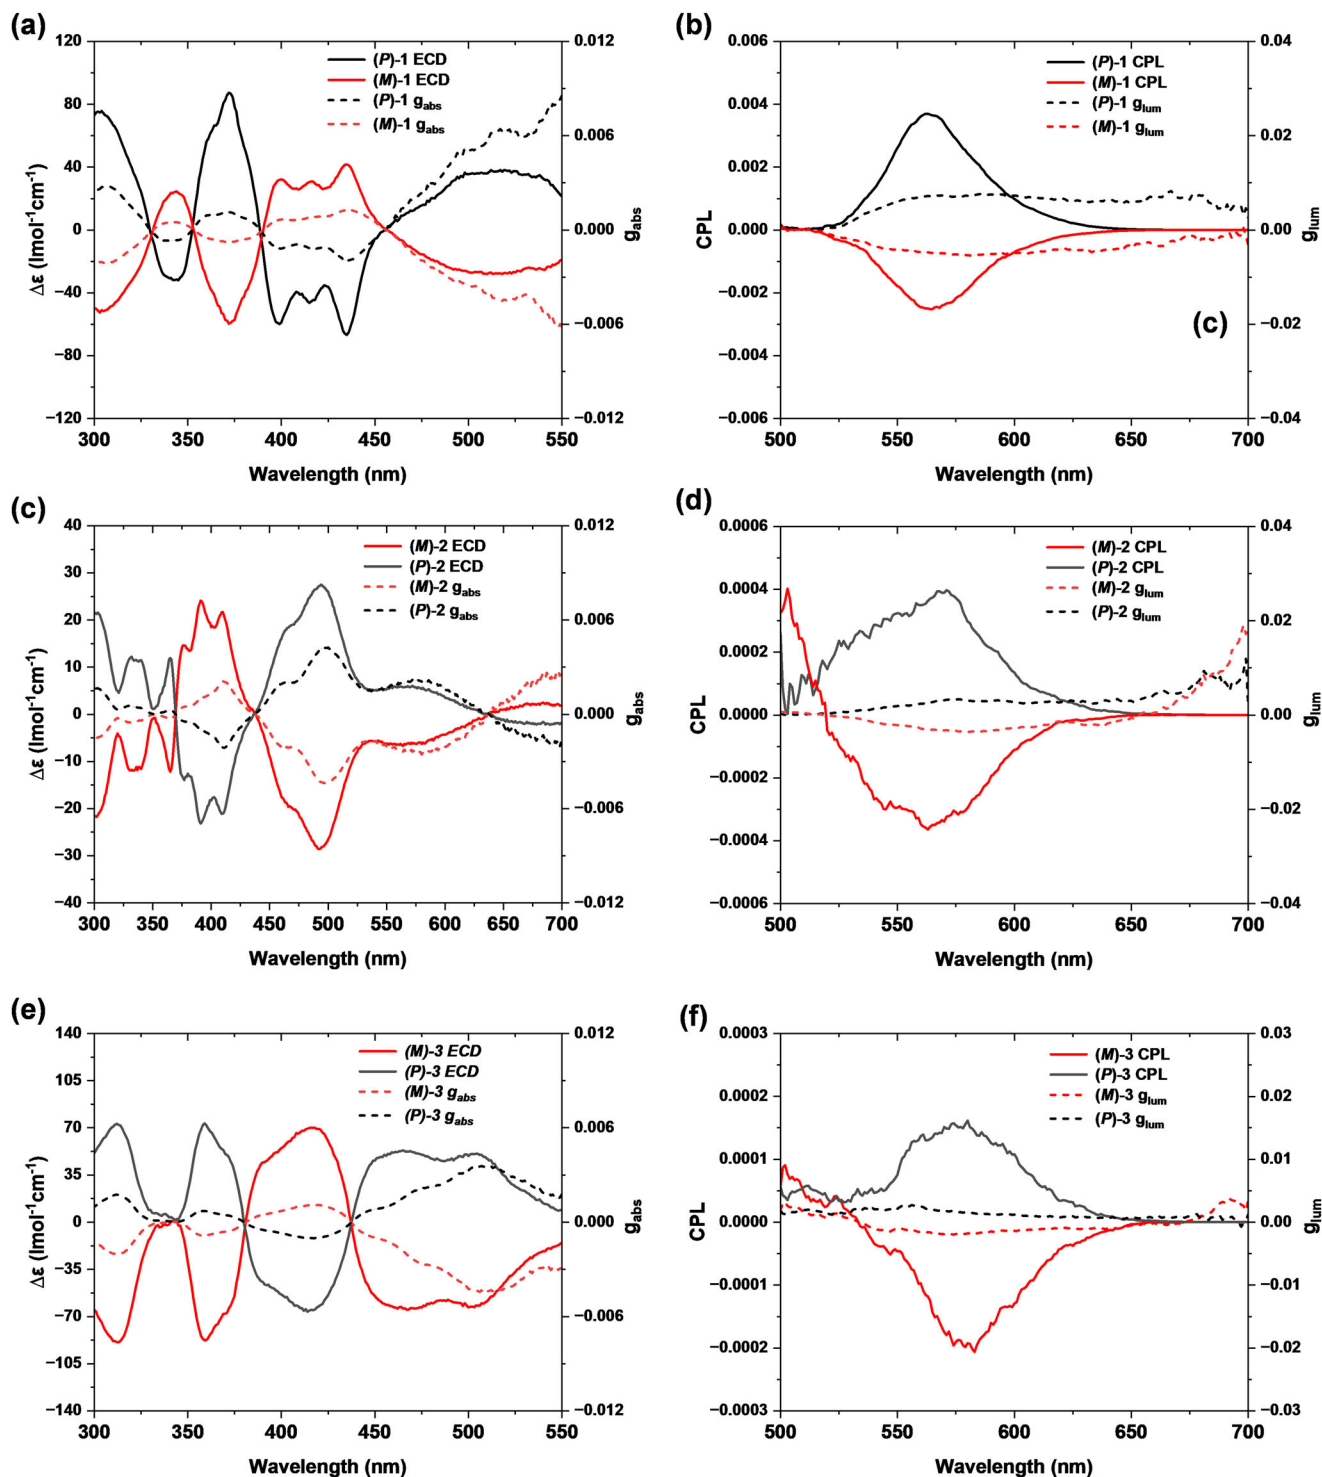 (a)
120
80
40
0
−40
−80
−120
Δε (lmol⁻¹cm⁻¹)
(P)-1 ECD
(M)-1 ECD
(P)-1 gabs
(M)-1 gabs
0.012
0.006
0.000
−0.006
−0.012
gabs
300 350 400 450 500 550
Wavelength (nm)
(b)
0.006
0.004
0.002
0.000
−0.002
−0.004
−0.006
CPL
(P)-1 CPL
(M)-1 CPL
(P)-1 glum
(M)-1 glum
(c)
0.04
0.02
0.00
−0.02
−0.04
glum
500 550 600 650 700
Wavelength (nm)
(c)
40
30
20
10
0
−10
−20
−30
−40
Δε (lmol⁻¹cm⁻¹)
(M)-2 ECD
(P)-2 ECD
(M)-2 gabs
(P)-2 gabs
0.012
0.006
0.000
−0.006
−0.012
gabs
300 350 400 450 500 550 600 650 700
Wavelength (nm)
(d)
0.0006
0.0004
0.0002
0.0000
−0.0002
−0.0004
−0.0006
CPL
(M)-2 CPL
(P)-2 CPL
(M)-2 glum
(P)-2 glum
0.04
0.02
0.00
−0.02
−0.04
glum
500 550 600 650 700
Wavelength (nm)
(e)
140
105
70
35
0
−35
−70
−105
−140
Δε (lmol⁻¹cm⁻¹)
(M)-3 ECD
(P)-3 ECD
(M)-3 gabs
(P)-3 gabs
0.012
0.006
0.000
−0.006
−0.012
gabs
300 350 400 450 500 550
Wavelength (nm)
(f)
0.0003
0.0002
0.0001
0.0000
−0.0001
−0.0002
−0.0003
CPL
(M)-3 CPL
(P)-3 CPL
(M)-3 glum
(P)-3 glum
0.03
0.02
0.01
0.00
−0.01
−0.02
−0.03
glum
500 550 600 650 700
Wavelength (nm)